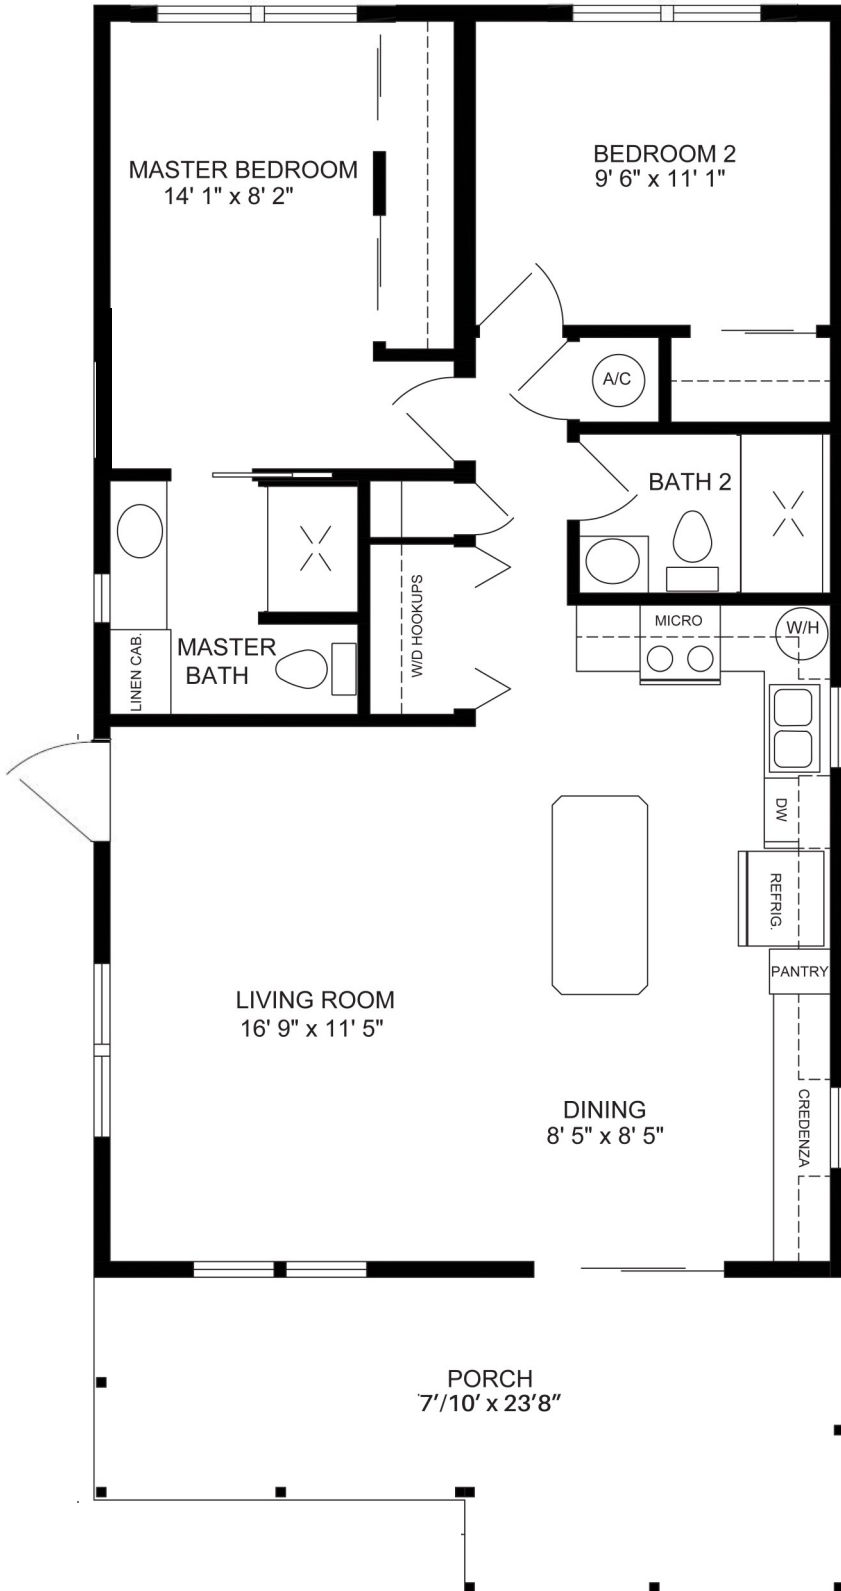 MASTER BEDROOM
14' 1" x 8' 2"
BEDROOM 2
9' 6" x 11' 1"
A/C
BATH 2
W/D HOOKUPS
MASTER
BATH
LINEN CAB.
MICRO
W/H
DW
REFRIG.
PANTRY
LIVING ROOM
16' 9" x 11' 5"
DINING
8' 5" x 8' 5"
CREDENZA
PORCH
7'/10' x 23'8"